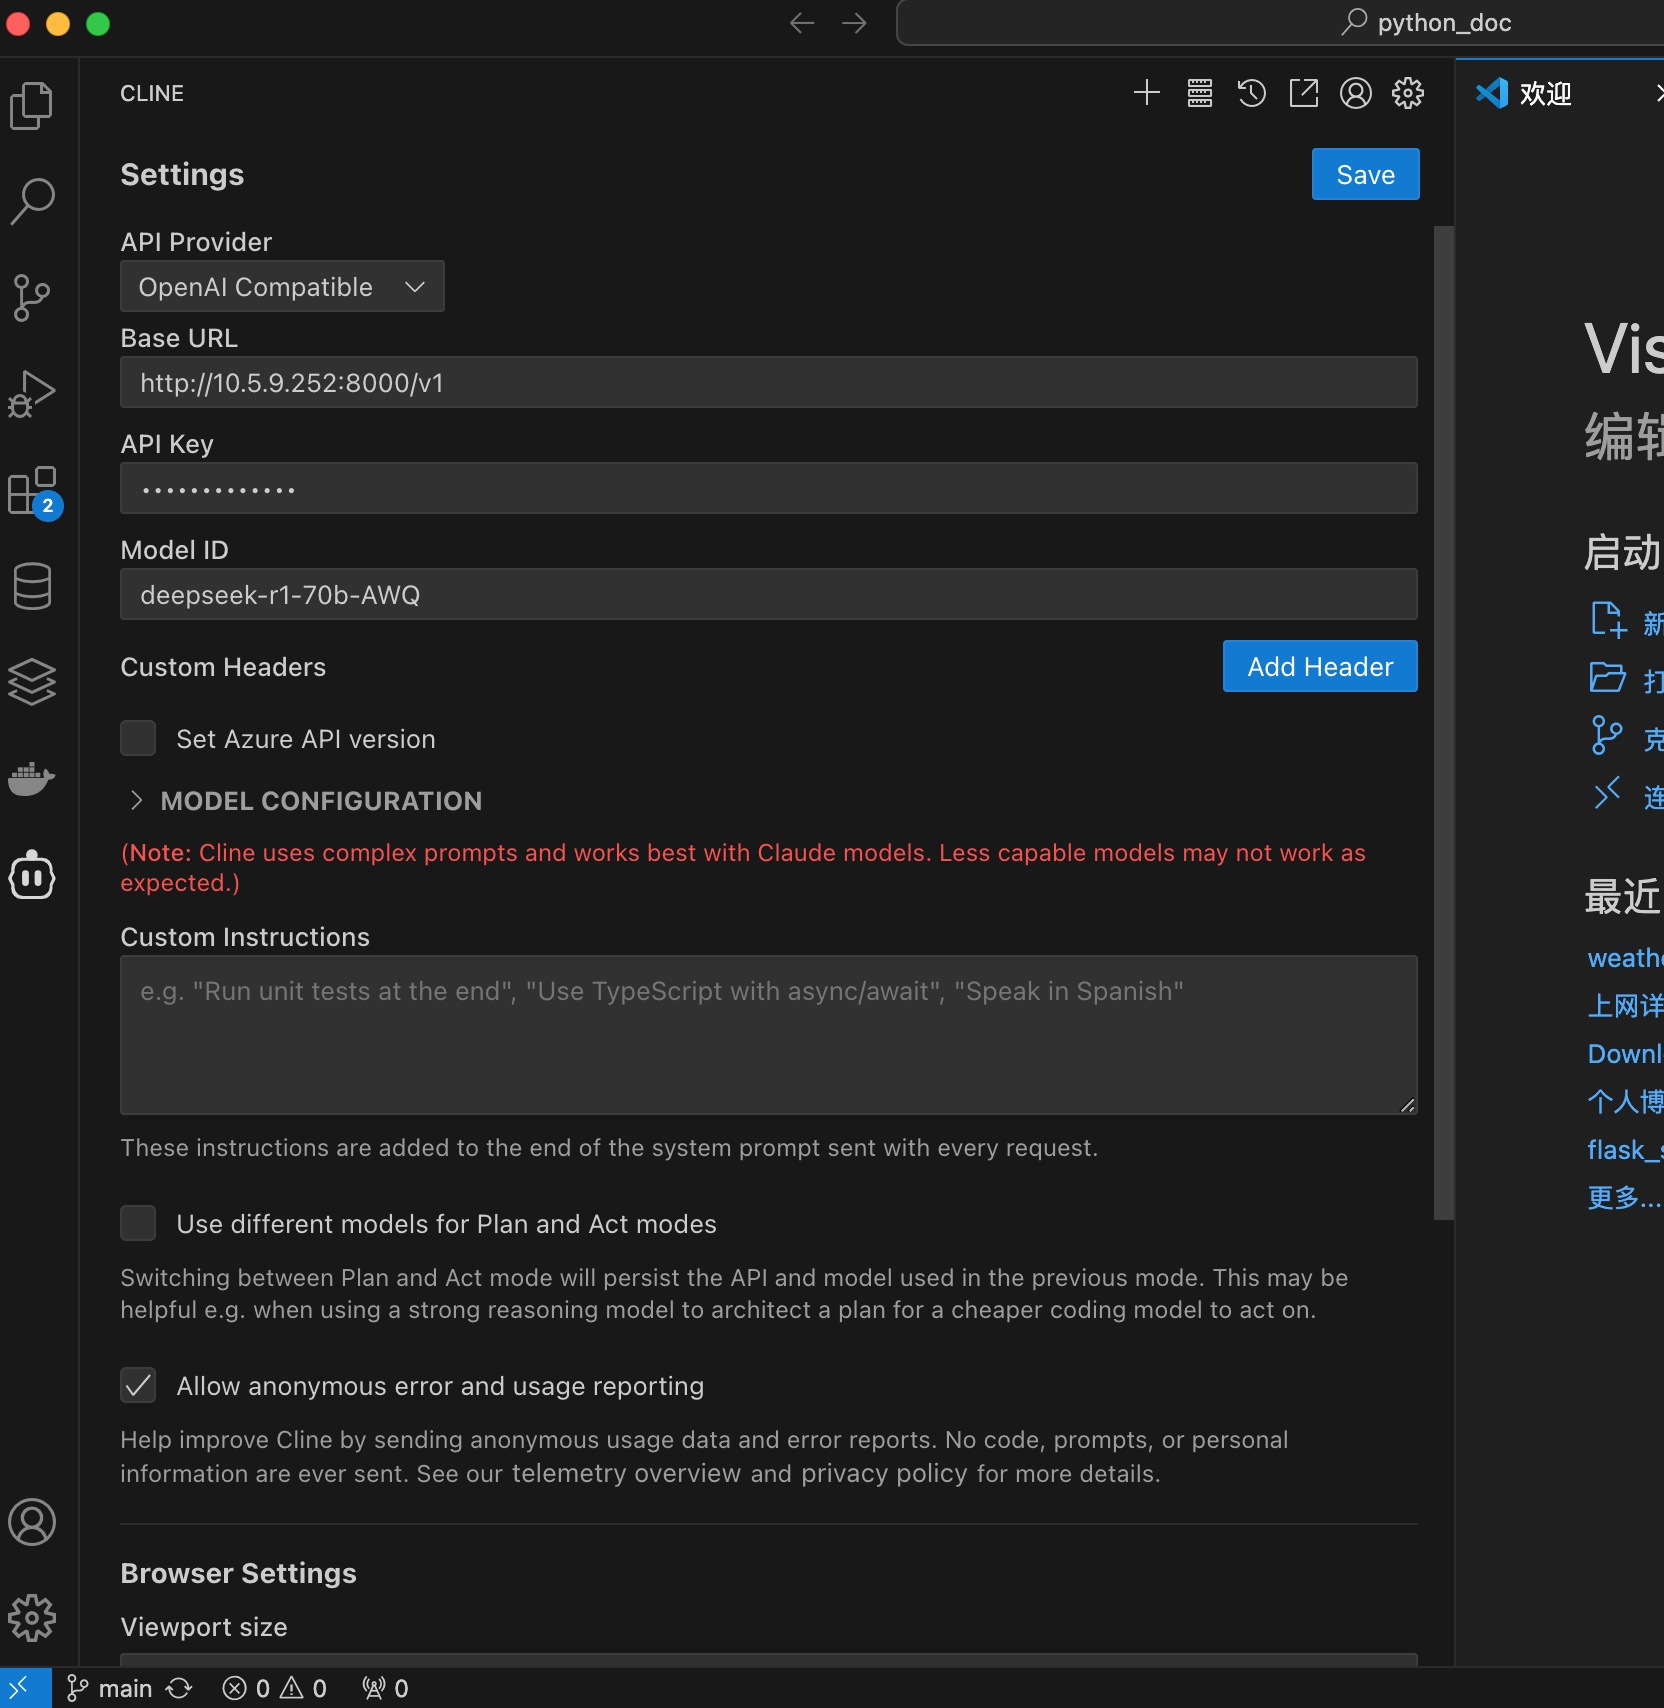 python_doc
CLINE
Settings
Save
API Provider
OpenAI Compatible
Base URL
http://10.5.9.252:8000/v1
API Key
•••••••••••••
Model ID
deepseek-r1-70b-AWQ
Custom Headers
Add Header
Set Azure API version
MODEL CONFIGURATION
(Note: Cline uses complex prompts and works best with Claude models. Less capable models may not work as
expected.)
Custom Instructions
e.g. "Run unit tests at the end", "Use TypeScript with async/await", "Speak in Spanish"
These instructions are added to the end of the system prompt sent with every request.
Use different models for Plan and Act modes
Switching between Plan and Act mode will persist the API and model used in the previous mode. This may be
helpful e.g. when using a strong reasoning model to architect a plan for a cheaper coding model to act on.
Allow anonymous error and usage reporting
Help improve Cline by sending anonymous usage data and error reports. No code, prompts, or personal
information are ever sent. See our telemetry overview and privacy policy for more details.
Browser Settings
Viewport size
2
main
0
0
0
欢迎
Vis
编辑
启动
新
打
克
连
最近
weathe
上网详
Downl
个人博
flask_s
更多...